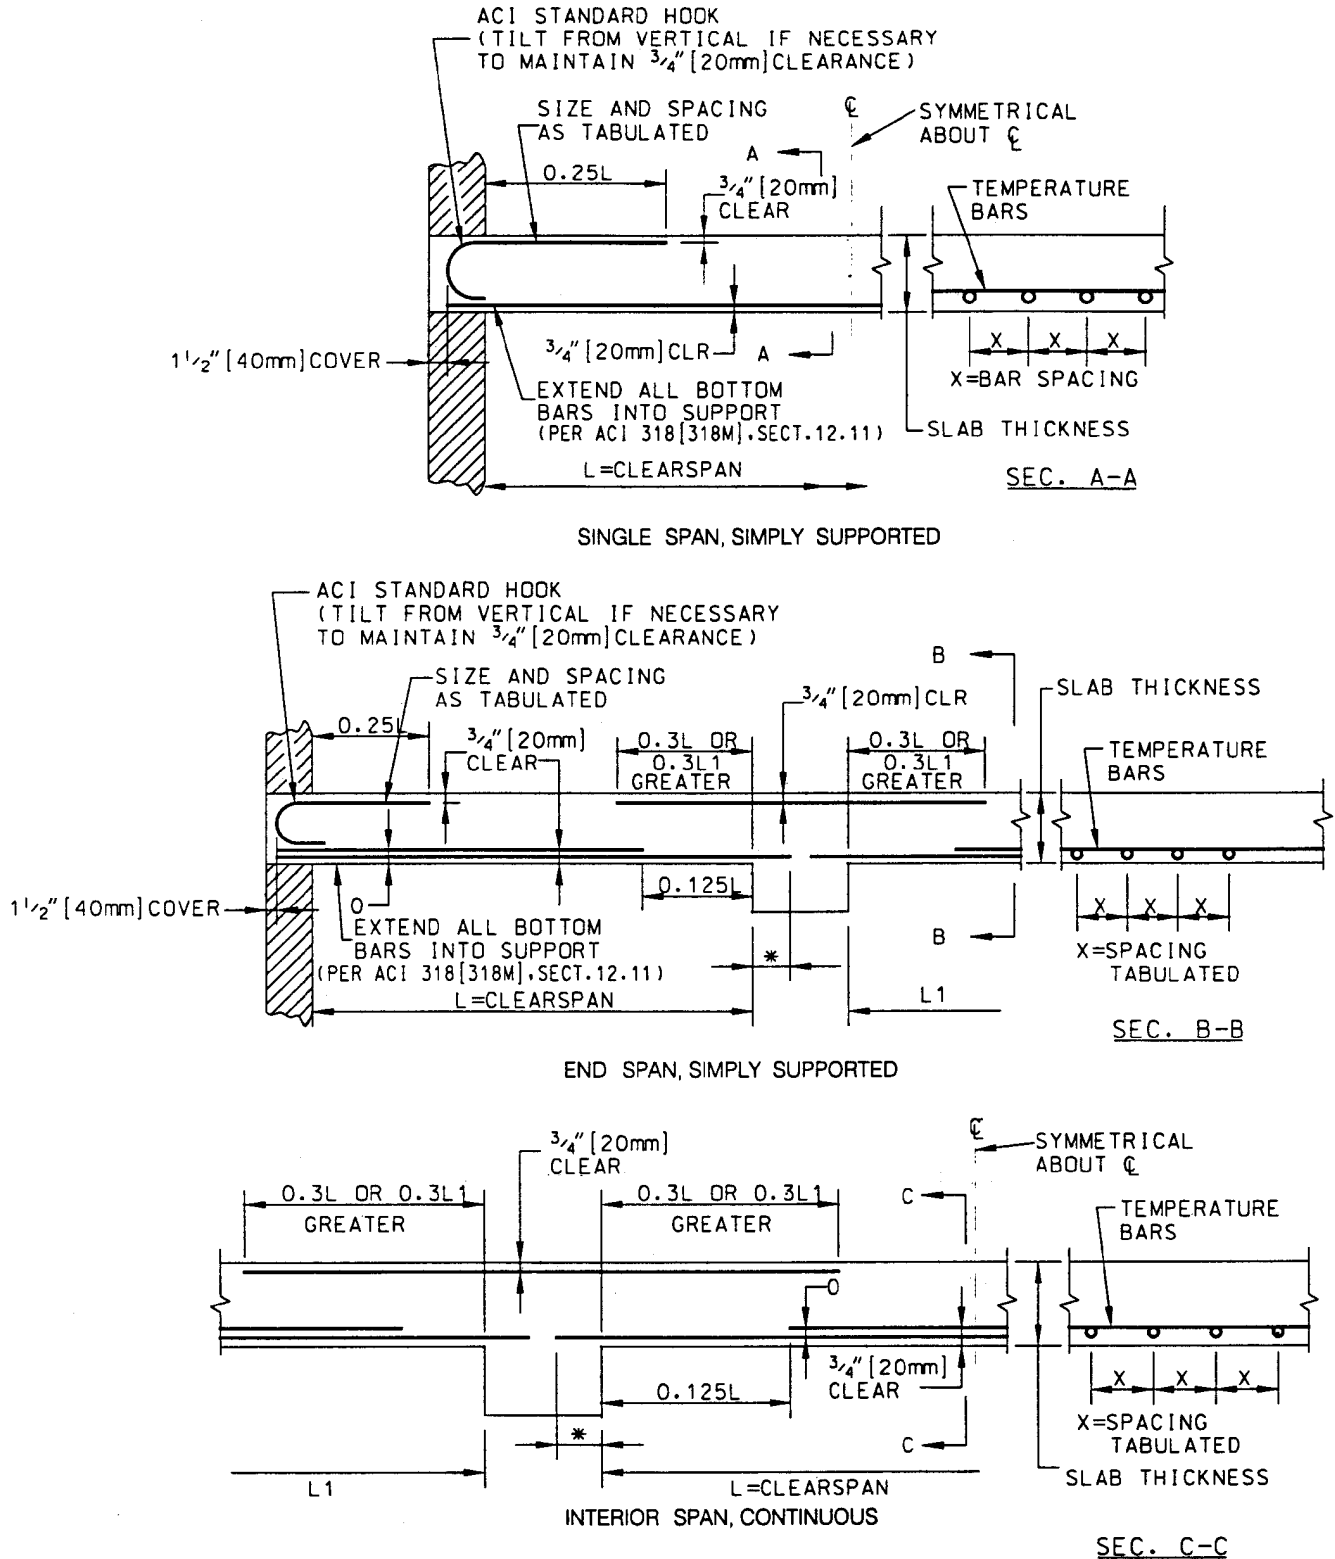 ACI STANDARD HOOK
(TILT FROM VERTICAL IF NECESSARY
TO MAINTAIN 3/4" [20mm] CLEARANCE)
SIZE AND SPACING
AS TABULATED
℄
SYMMETRICAL
ABOUT ℄
A
0.25L
3/4" [20mm]
CLEAR
TEMPERATURE
BARS
1 1/2" [40mm] COVER
3/4" [20mm] CLR
A
X X X
X=BAR SPACING
EXTEND ALL BOTTOM
BARS INTO SUPPORT
(PER ACI 318[318M],SECT.12.11)
SLAB THICKNESS
L=CLEARSPAN
SEC. A-A
SINGLE SPAN, SIMPLY SUPPORTED
ACI STANDARD HOOK
(TILT FROM VERTICAL IF NECESSARY
TO MAINTAIN 3/4" [20mm] CLEARANCE)
B
SIZE AND SPACING
AS TABULATED
3/4" [20mm] CLR
SLAB THICKNESS
0.25L
3/4" [20mm]
CLEAR
0.3L OR
0.3L1
GREATER
0.3L OR
0.3L1
GREATER
TEMPERATURE
BARS
0.125L
1 1/2" [40mm] COVER
0
EXTEND ALL BOTTOM
BARS INTO SUPPORT
(PER ACI 318[318M],SECT.12.11)
*
B
X X X
X=SPACING
TABULATED
L=CLEARSPAN
L1
SEC. B-B
END SPAN, SIMPLY SUPPORTED
3/4" [20mm]
CLEAR
℄
SYMMETRICAL
ABOUT ℄
0.3L OR 0.3L1
GREATER
0.3L OR 0.3L1
GREATER
C
TEMPERATURE
BARS
0
3/4" [20mm]
CLEAR
0.125L
X X X
*
C
X=SPACING
TABULATED
L1
L=CLEARSPAN
SLAB THICKNESS
INTERIOR SPAN, CONTINUOUS
SEC. C-C